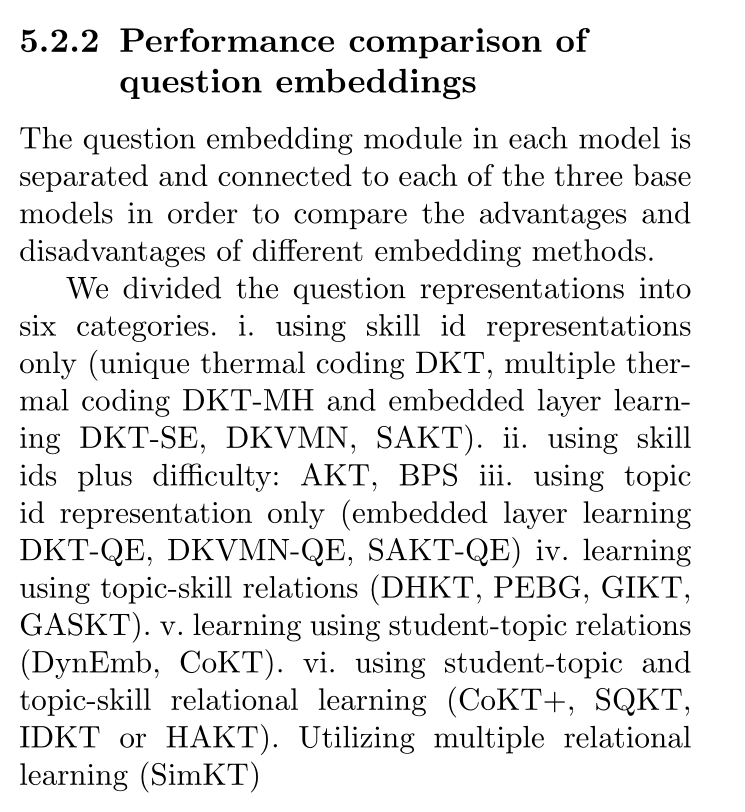 5.2.2 Performance comparison of
question embeddings
The question embedding module in each model is
separated and connected to each of the three base
models in order to compare the advantages and
disadvantages of different embedding methods.
We divided the question representations into
six categories. i. using skill id representations
only (unique thermal coding DKT, multiple ther-
mal coding DKT-MH and embedded layer learn-
ing DKT-SE, DKVMN, SAKT). ii. using skill
ids plus difficulty: AKT, BPS iii. using topic
id representation only (embedded layer learning
DKT-QE, DKVMN-QE, SAKT-QE) iv. learning
using topic-skill relations (DHKT, PEBG, GIKT,
GASKT). v. learning using student-topic relations
(DynEmb, CoKT). vi. using student-topic and
topic-skill relational learning (CoKT+, SQKT,
IDKT or HAKT). Utilizing multiple relational
learning (SimKT)